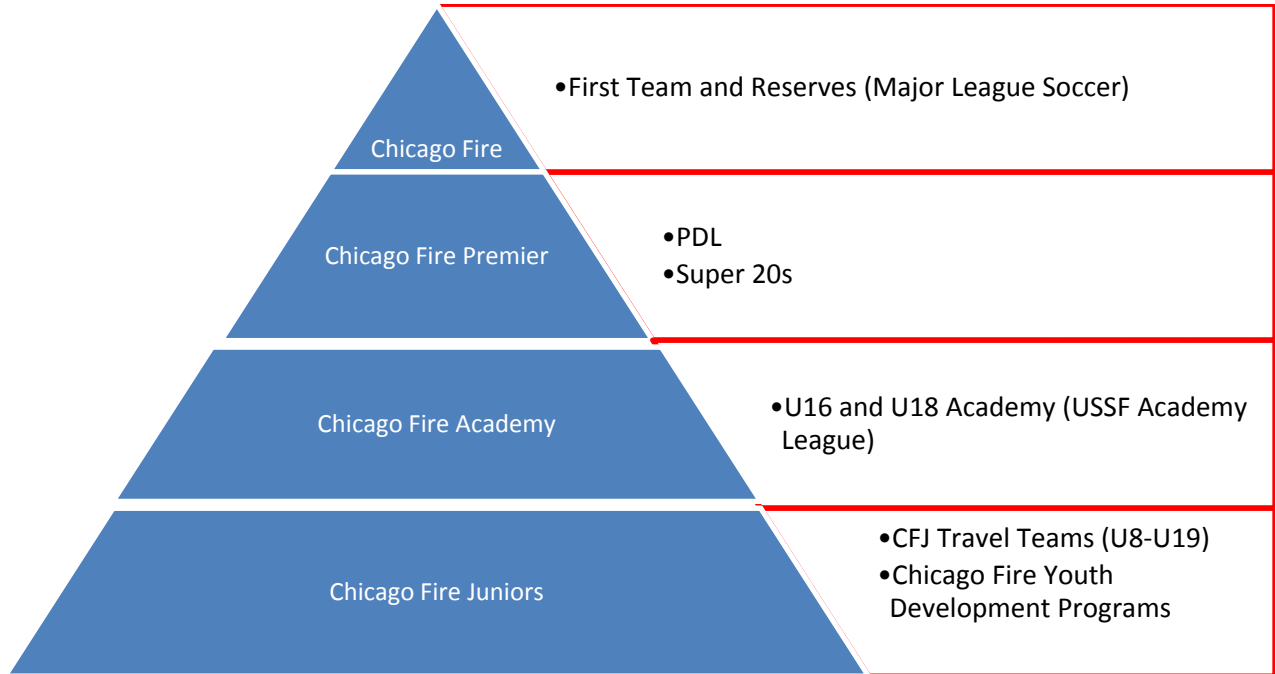 •First Team and Reserves (Major League Soccer)
Chicago Fire
•PDL
Chicago Fire Premier
•Super 20s
•U16 and U18 Academy (USSF Academy
League)
Chicago Fire Academy
•CFJ Travel Teams (U8-U19)
•Chicago Fire Youth
Development Programs
Chicago Fire Juniors